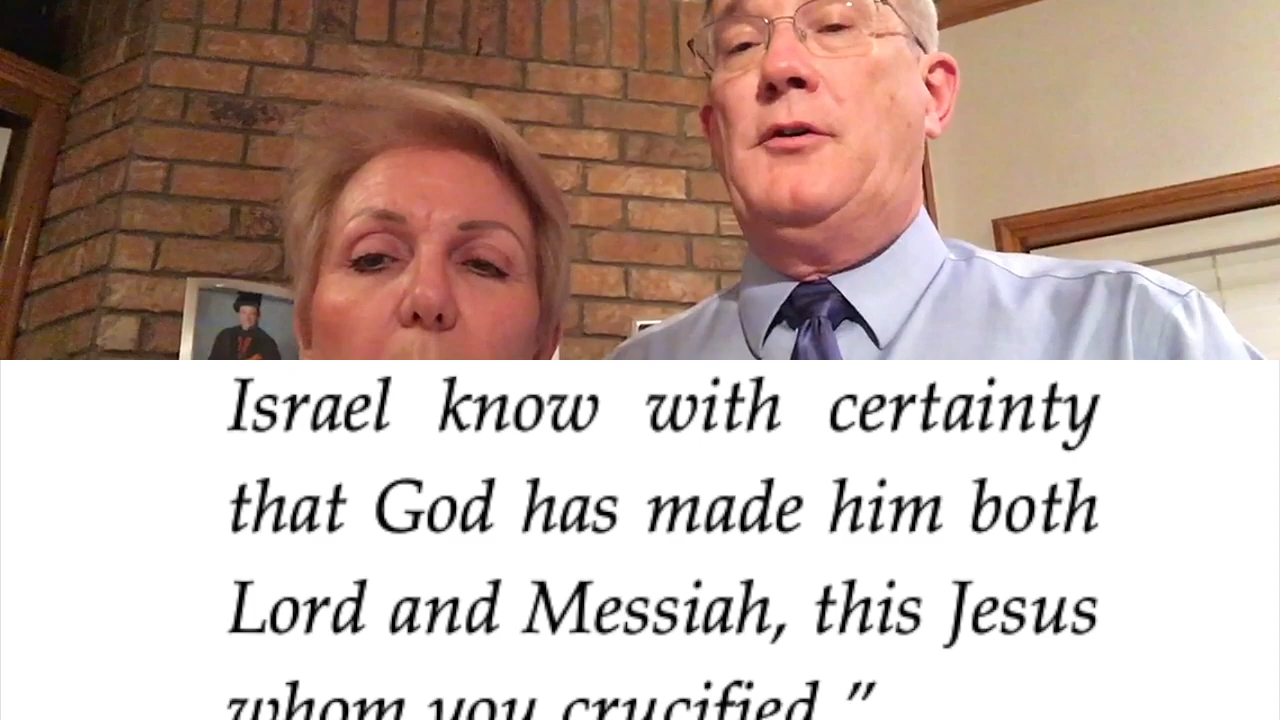 Israel know with certainty
that God has made him both
Lord and Messiah, this Jesus
whom you crucified.”